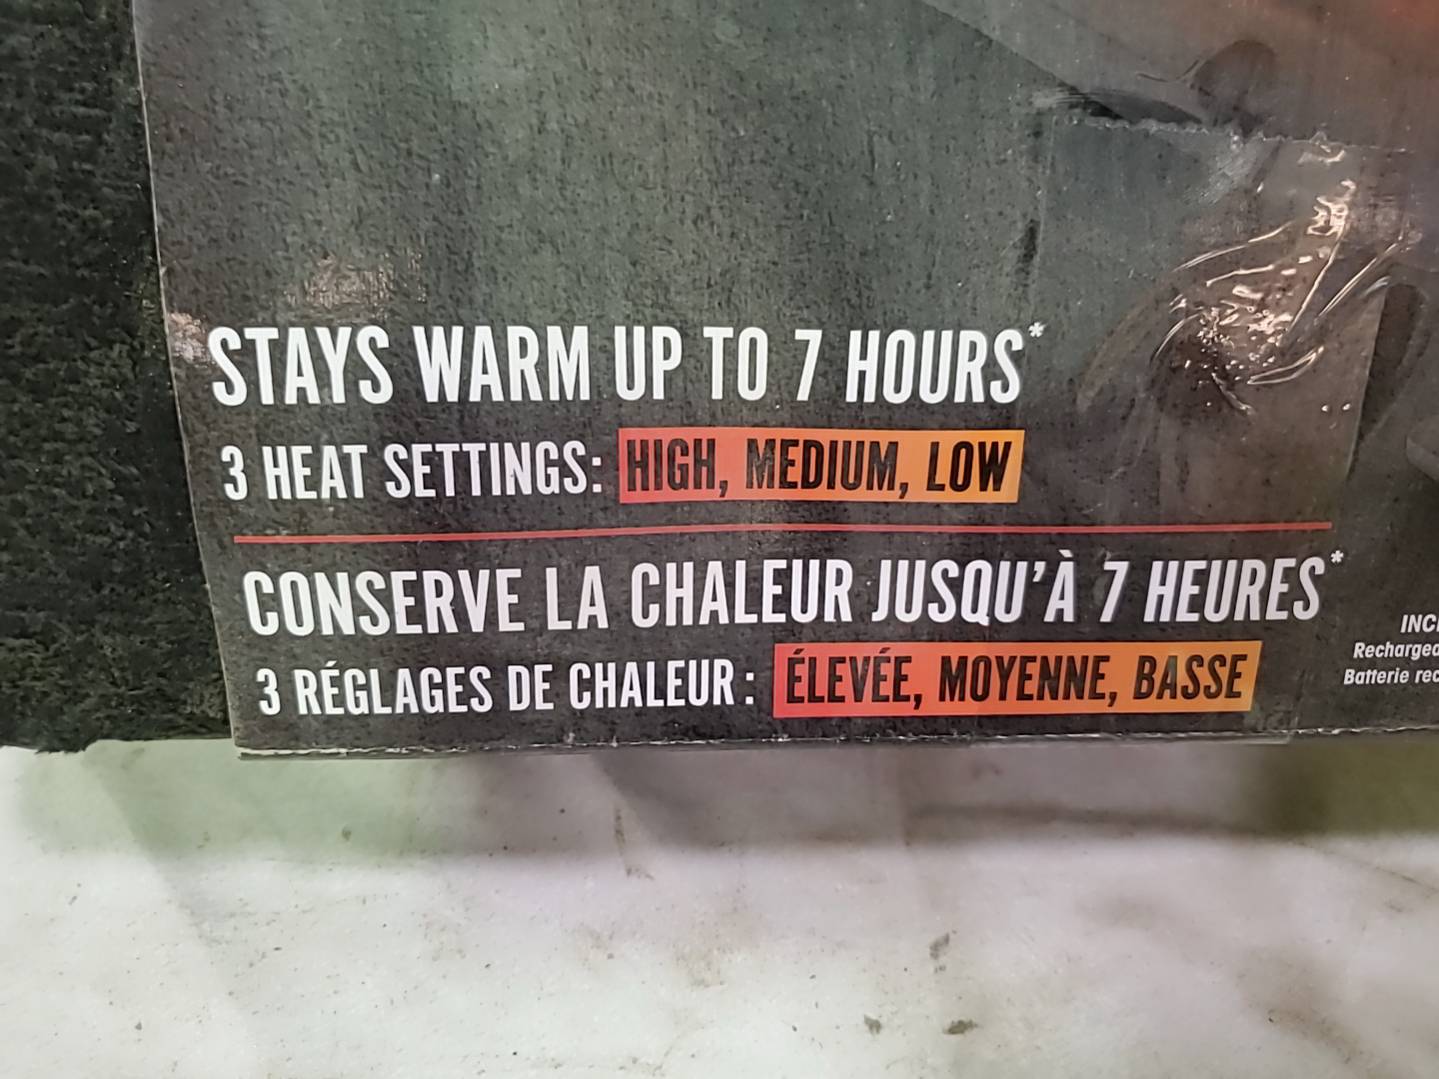 STAYS WARM UP TO 7 HOURS*
3 HEAT SETTINGS: HIGH, MEDIUM, LOW
CONSERVE LA CHALEUR JUSQU'À 7 HEURES*
3 RÉGLAGES DE CHALEUR : ÉLEVÉE, MOYENNE, BASSE
Batterie